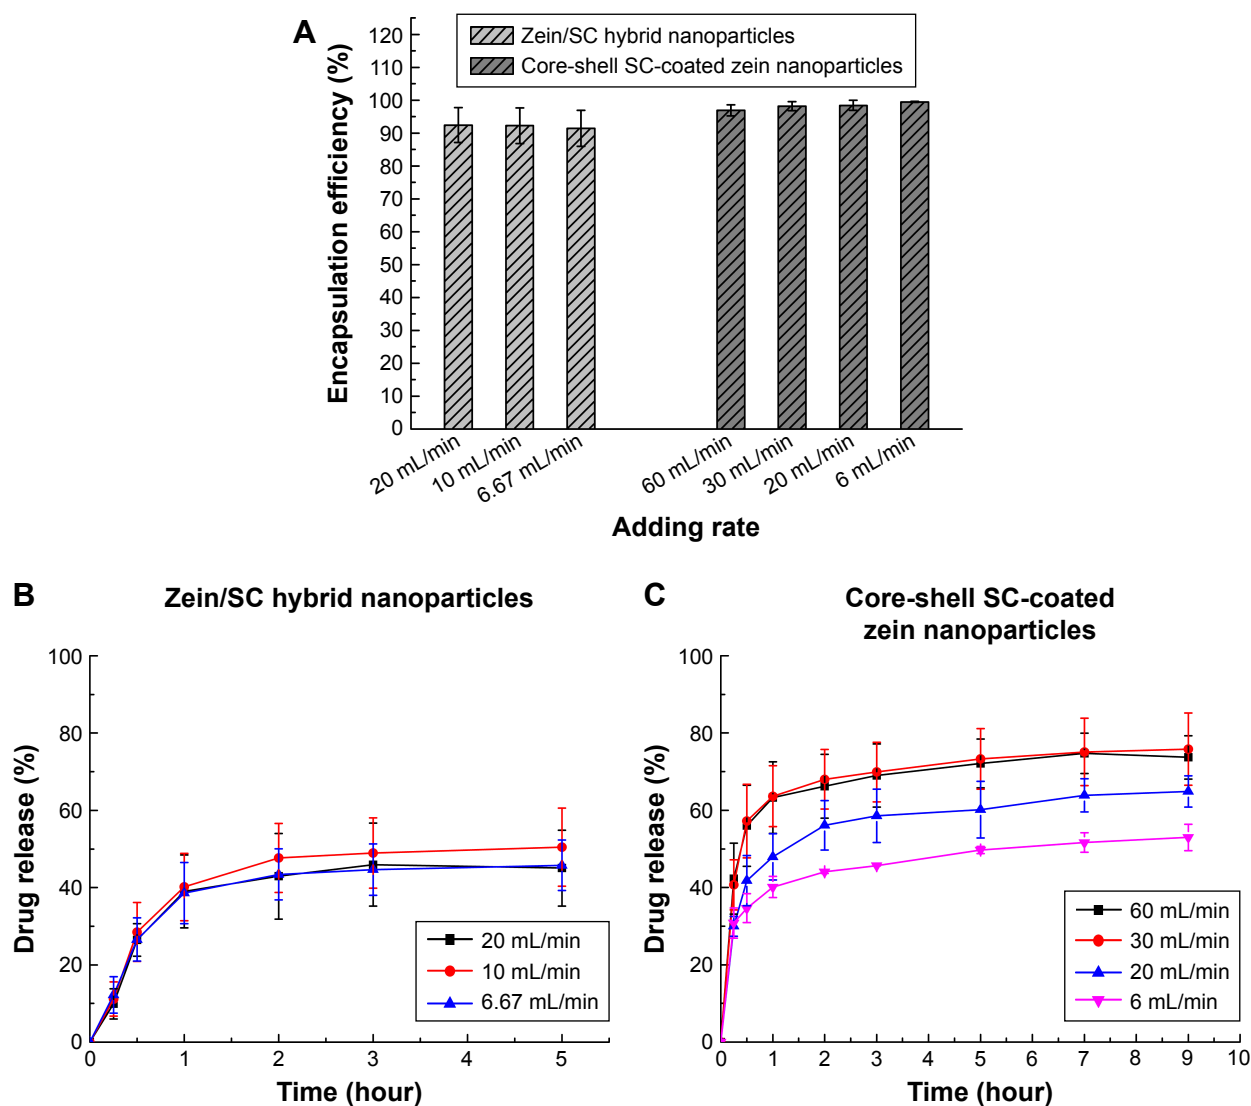 A
Encapsulation efficiency (%)
120
110
100
90
80
70
60
50
40
30
20
10
0
Zein/SC hybrid nanoparticles
Core-shell SC-coated zein nanoparticles
20 mL/min
10 mL/min
6.67 mL/min
60 mL/min
30 mL/min
20 mL/min
6 mL/min
Adding rate
B
Zein/SC hybrid nanoparticles
Drug release (%)
100
80
60
40
20
0
20 mL/min
10 mL/min
6.67 mL/min
0 1 2 3 5
Time (hour)
C
Core-shell SC-coated
zein nanoparticles
Drug release (%)
100
80
60
40
20
0
60 mL/min
30 mL/min
20 mL/min
6 mL/min
0 1 2 3 5 7 9 10
Time (hour)